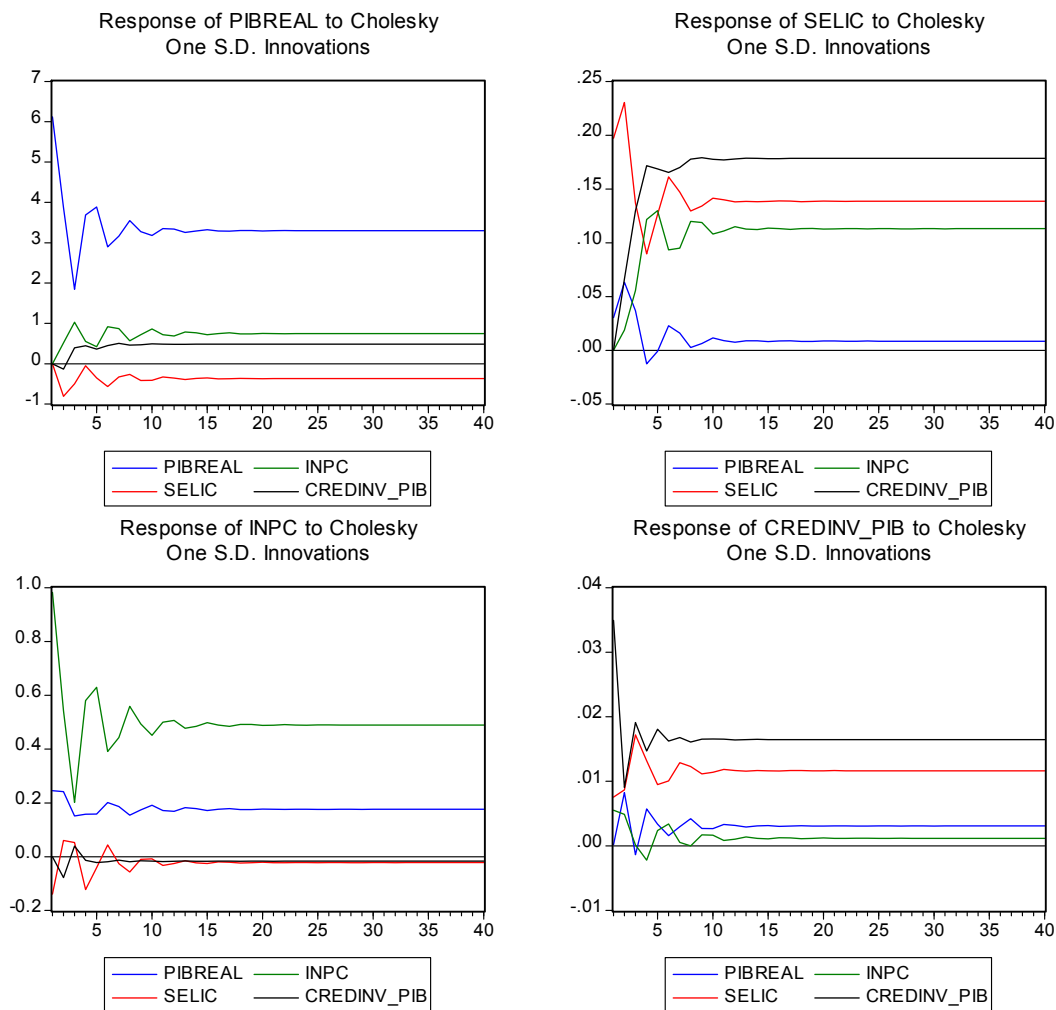 Response of PIBREAL to Cholesky
One S.D. Innovations
7
6
5
4
3
2
1
0
-1
5 10 15 20 25 30 35 40
PIBREAL INPC
SELIC CREDINV_PIB
Response of SELIC to Cholesky
One S.D. Innovations
.25
.20
.15
.10
.05
.00
-.05
5 10 15 20 25 30 35 40
PIBREAL INPC
SELIC CREDINV_PIB
Response of INPC to Cholesky
One S.D. Innovations
1.0
0.8
0.6
0.4
0.2
0.0
-0.2
5 10 15 20 25 30 35 40
PIBREAL INPC
SELIC CREDINV_PIB
Response of CREDINV_PIB to Cholesky
One S.D. Innovations
.04
.03
.02
.01
.00
-.01
5 10 15 20 25 30 35 40
PIBREAL INPC
SELIC CREDINV_PIB